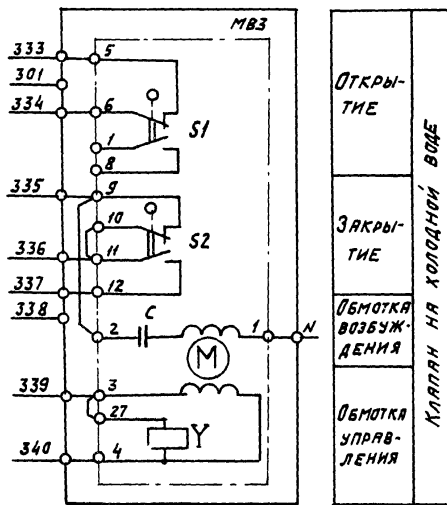 МВЗ
333
5
301
334
6
1
S1
8
335
9
10
S2
336
11
337
12
338
2
C
1
N
M
339
3
27
Y
340
4
ОТКРЫ-
ТИЕ
ЗАКРЫ-
ТИЕ
ОБМОТКА
ВОЗБУЖ-
ДЕНИЯ
ОБМОТКА
УПРАВ-
ЛЕНИЯ
КЛАПАН НА ХОЛОДНОЙ ВОДЕ